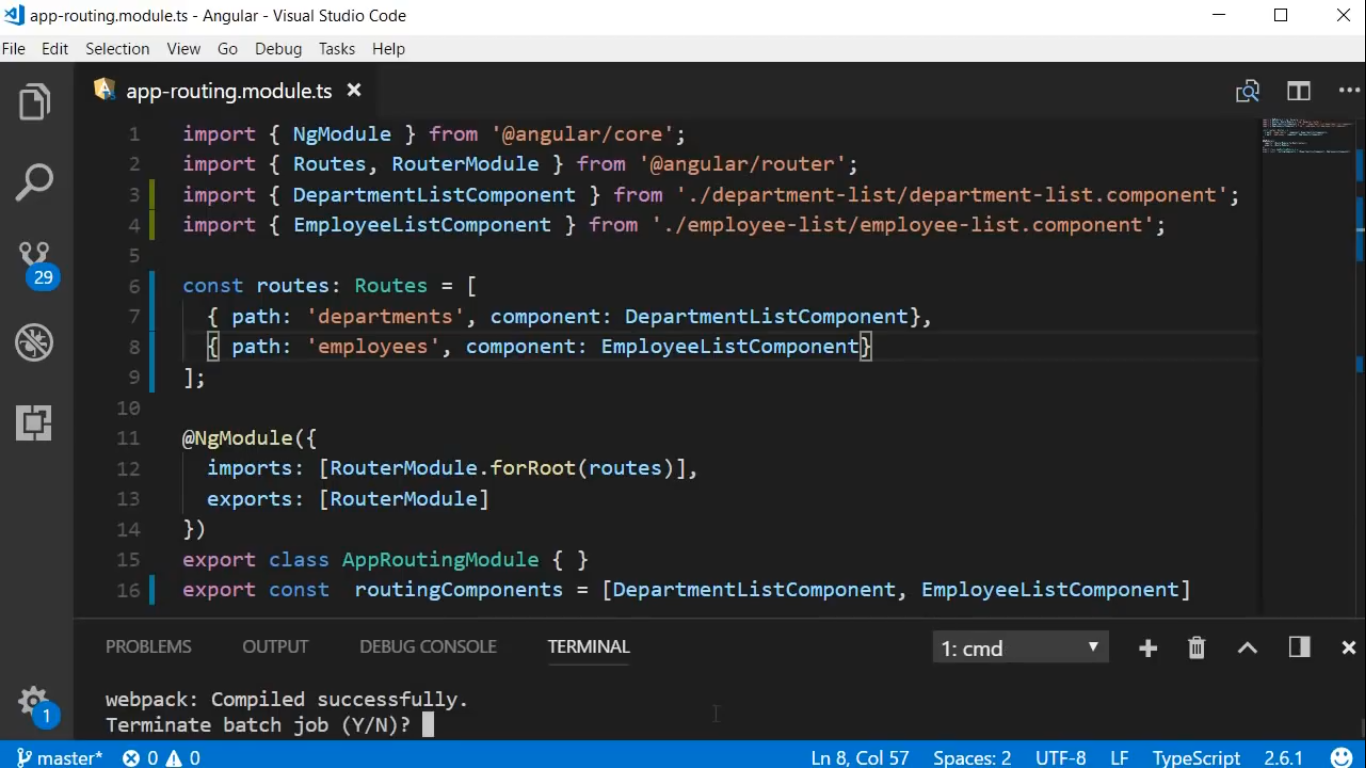 app-routing.module.ts - Angular - Visual Studio Code
File Edit Selection View Go Debug Tasks Help
app-routing.module.ts
1 import { NgModule } from '@angular/core';
2 import { Routes, RouterModule } from '@angular/router';
3 import { DepartmentListComponent } from './department-list/department-list.component';
4 import { EmployeeListComponent } from './employee-list/employee-list.component';
5
6 const routes: Routes = [
7   { path: 'departments', component: DepartmentListComponent},
8   { path: 'employees', component: EmployeeListComponent}
9 ];
10
11 @NgModule({
12   imports: [RouterModule.forRoot(routes)],
13   exports: [RouterModule]
14 })
15 export class AppRoutingModule { }
16 export const  routingComponents = [DepartmentListComponent, EmployeeListComponent]
29
PROBLEMS OUTPUT DEBUG CONSOLE TERMINAL 1: cmd
webpack: Compiled successfully.
Terminate batch job (Y/N)?
1
master* 0 0 Ln 8, Col 57 Spaces: 2 UTF-8 LF TypeScript 2.6.1